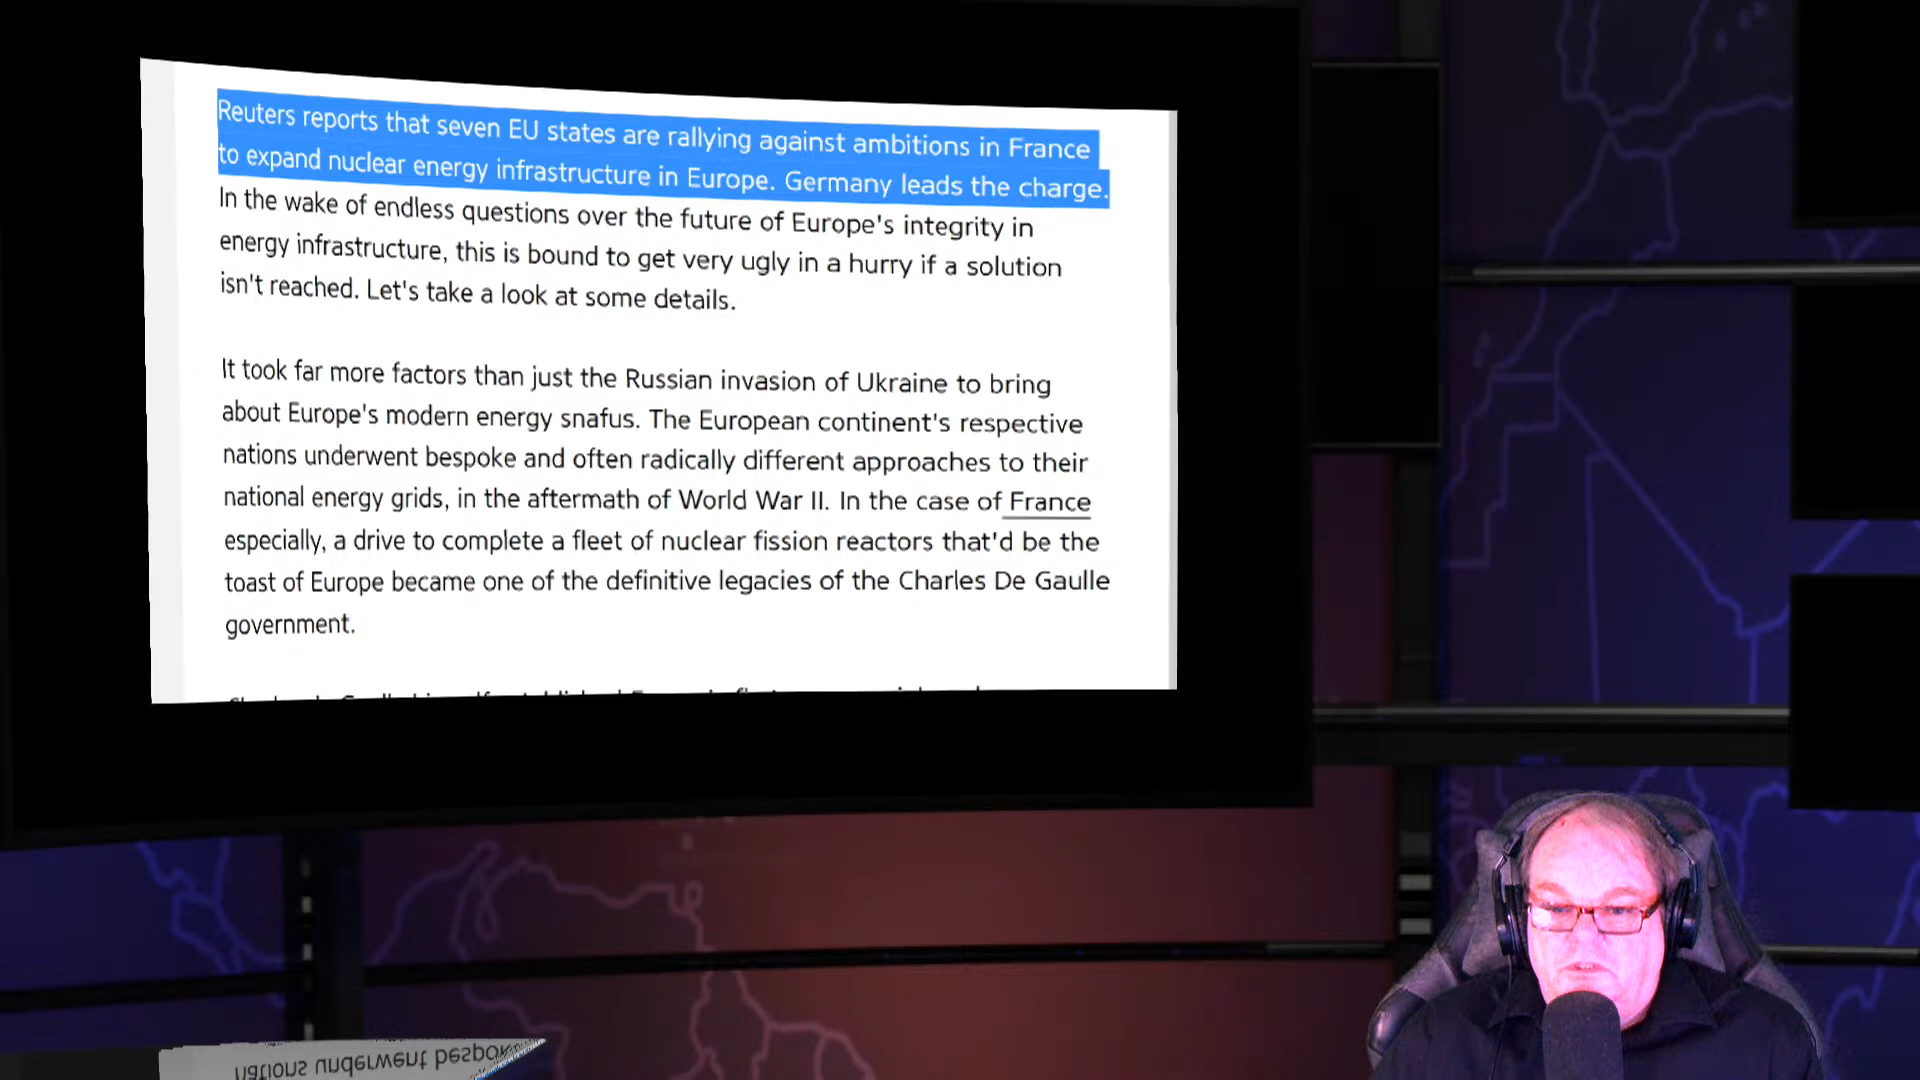 Reuters reports that seven EU states are rallying against ambitions in France
to expand nuclear energy infrastructure in Europe. Germany leads the charge.
In the wake of endless questions over the future of Europe's integrity in
energy infrastructure, this is bound to get very ugly in a hurry if a solution
isn't reached. Let's take a look at some details.
It took far more factors than just the Russian invasion of Ukraine to bring
about Europe's modern energy snafus. The European continent's respective
nations underwent bespoke and often radically different approaches to their
national energy grids, in the aftermath of World War II. In the case of France
especially, a drive to complete a fleet of nuclear fission reactors that'd be the
toast of Europe became one of the definitive legacies of the Charles De Gaulle
government.
nations underwent bespok